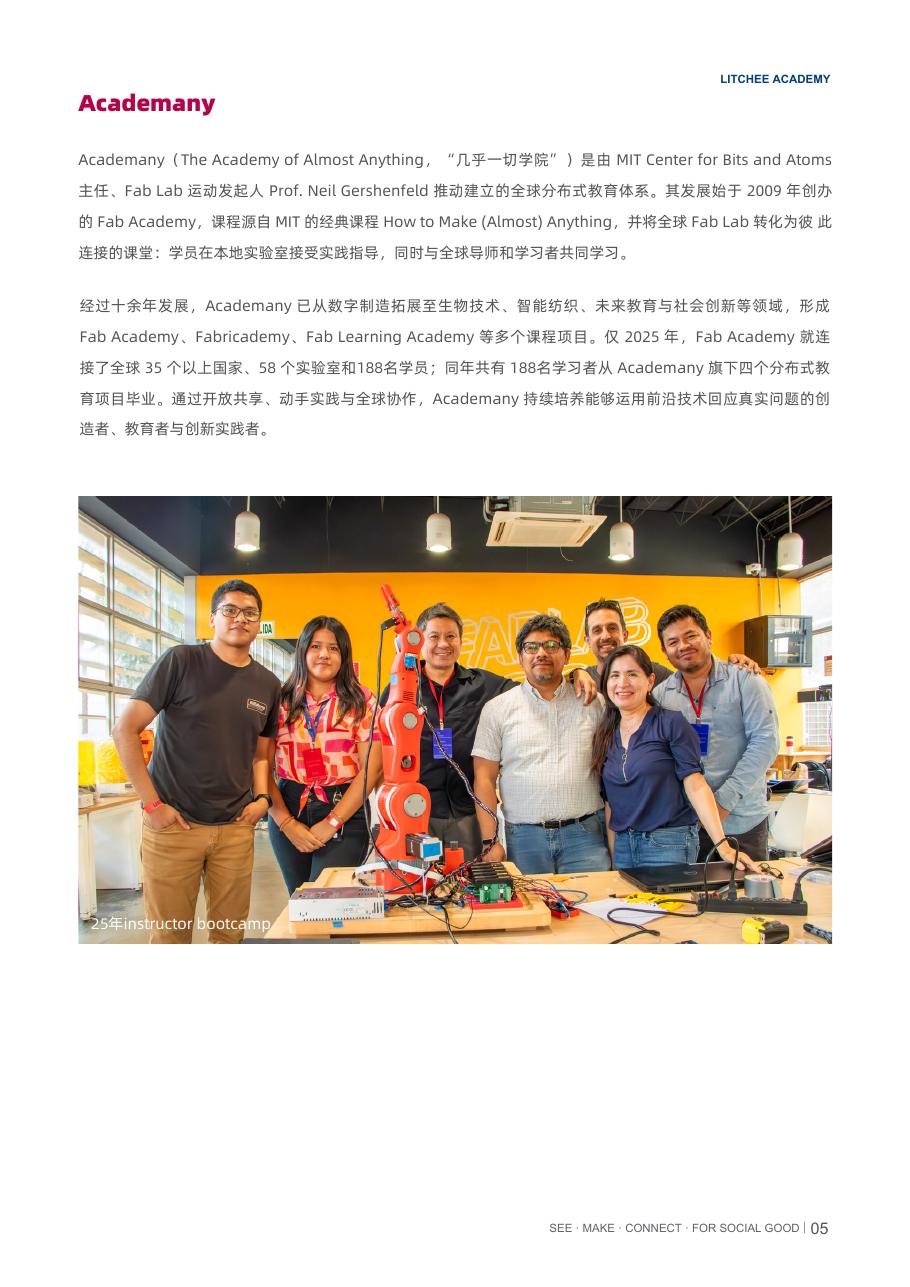 LITCHEE ACADEMY
Academany
Academany（The Academy of Almost Anything，“几乎一切学院”）是由 MIT Center for Bits and Atoms
主任、Fab Lab 运动发起人 Prof. Neil Gershenfeld 推动建立的全球分布式教育体系。其发展始于 2009 年创办
的 Fab Academy，课程源自 MIT 的经典课程 How to Make (Almost) Anything，并将全球 Fab Lab 转化为彼 此
连接的课堂：学员在本地实验室接受实践指导，同时与全球导师和学习者共同学习。
经过十余年发展，Academany 已从数字制造拓展至生物技术、智能纺织、未来教育与社会创新等领域，形成
Fab Academy、Fabricademy、Fab Learning Academy 等多个课程项目。仅 2025 年，Fab Academy 就连
接了全球 35 个以上国家、58 个实验室和188名学员；同年共有 188名学习者从 Academany 旗下四个分布式教
育项目毕业。通过开放共享、动手实践与全球协作，Academany 持续培养能够运用前沿技术回应真实问题的创
造者、教育者与创新实践者。
FAB LAB
25年instructor bootcamp
SEE · MAKE · CONNECT · FOR SOCIAL GOOD | 05